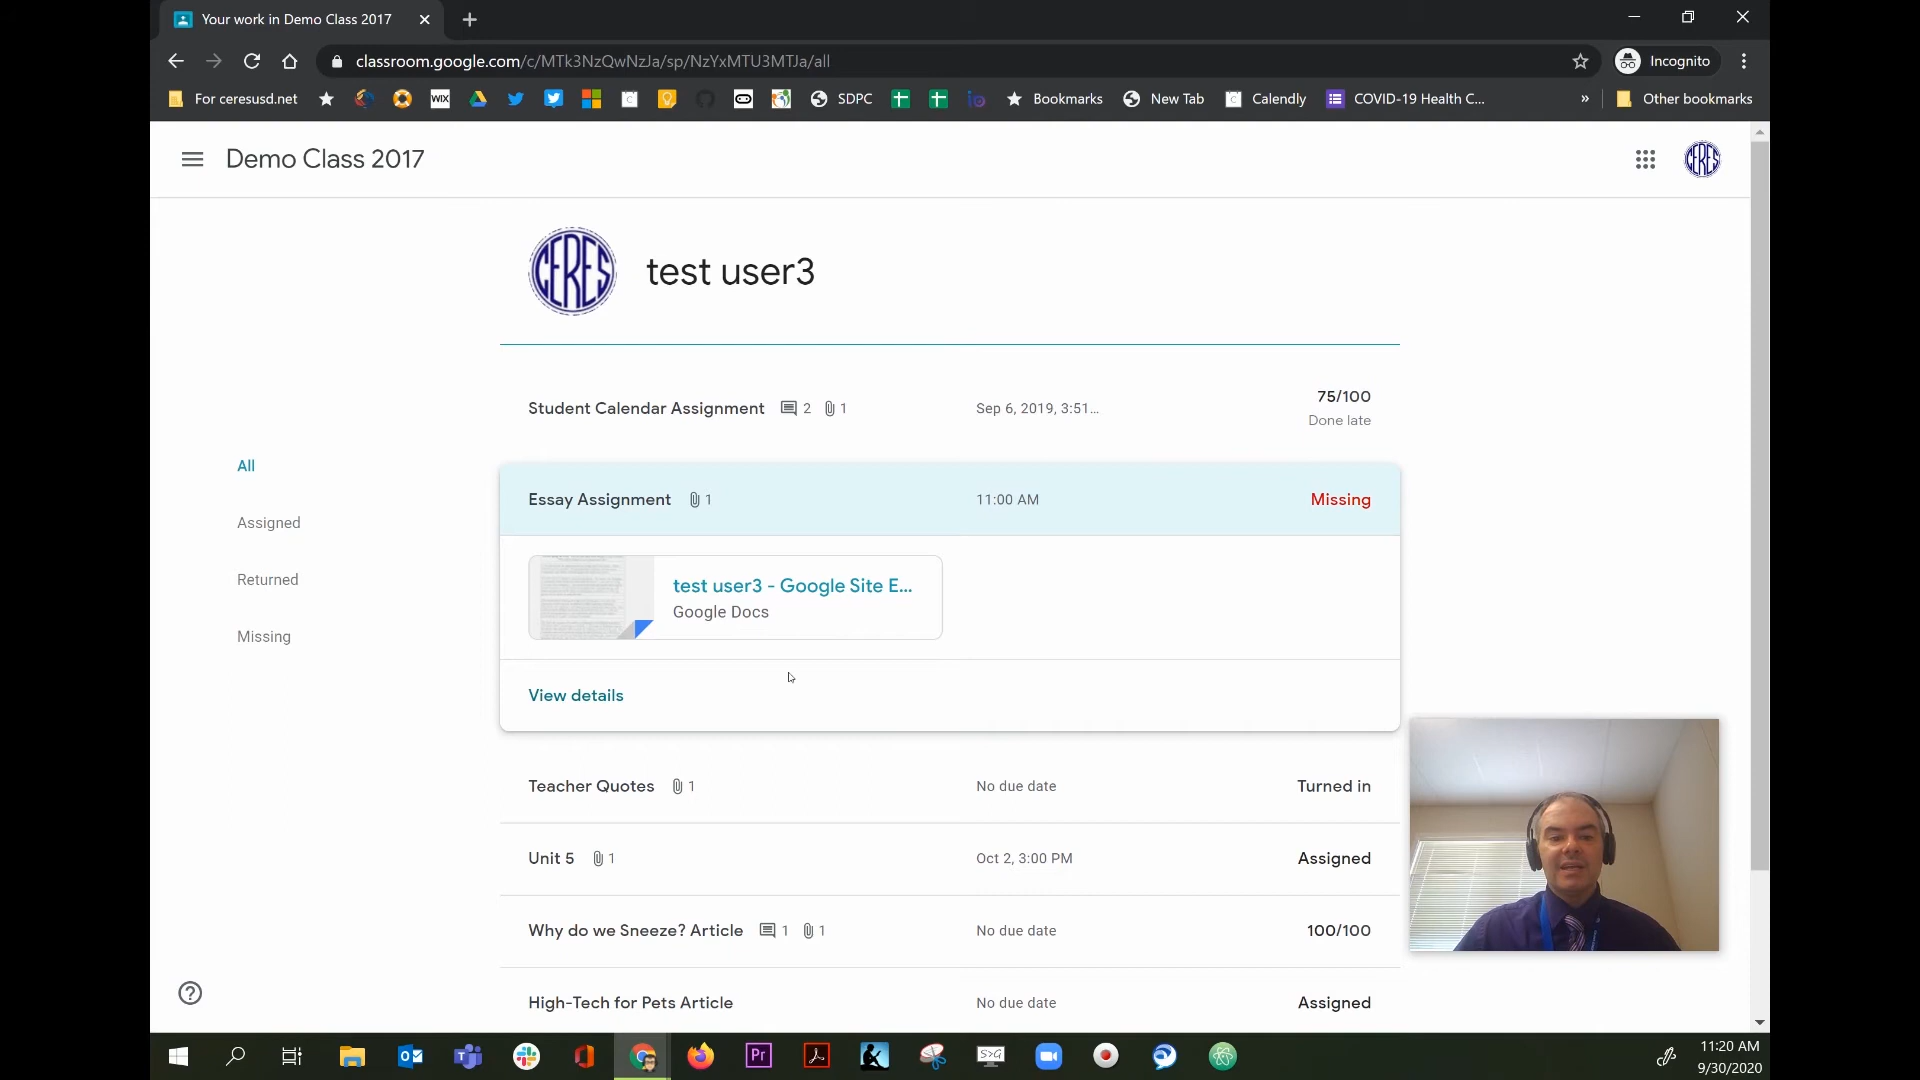 Your work in Demo Class 2017
classroom.google.com/c/MTk3NzQwNzJa/sp/NzYxMTU3MTJa/all
Incognito
For ceresusd.net
WIX
SDPC
Bookmarks
New Tab
Calendly
COVID-19 Health C...
»
Other bookmarks
Demo Class 2017
CERES
CERES
test user3
Student Calendar Assignment 2 1 Sep 6, 2019, 3:51... 75/100
Done late
All
Assigned
Returned
Missing
Essay Assignment 1 11:00 AM Missing
test user3 - Google Site E...
Google Docs
View details
Teacher Quotes 1 No due date Turned in
Unit 5 1 Oct 2, 3:00 PM Assigned
Why do we Sneeze? Article 1 1 No due date 100/100
High-Tech for Pets Article No due date Assigned
Pr
S>G
11:20 AM
9/30/2020